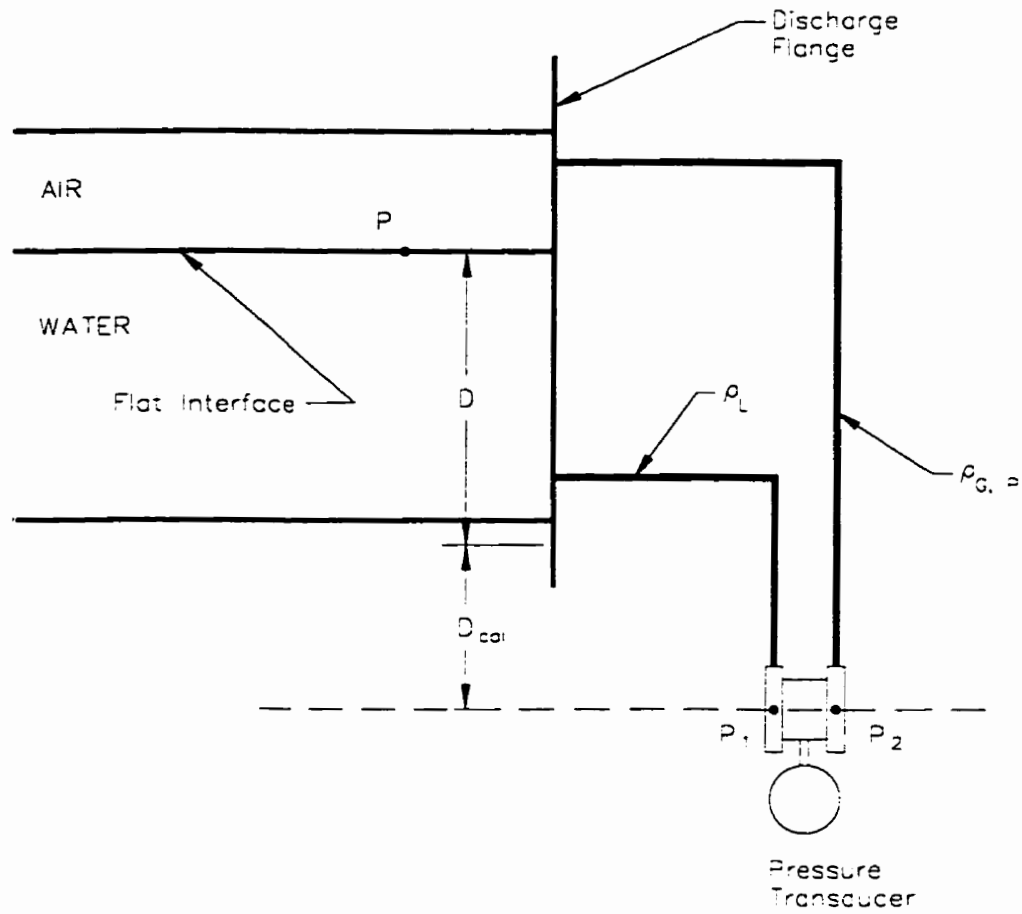 Discharge
Flange
AIR
P
WATER
Flat Interface
D
ρL
ρG, P
Dcal
P1
P2
Pressure
Transducer